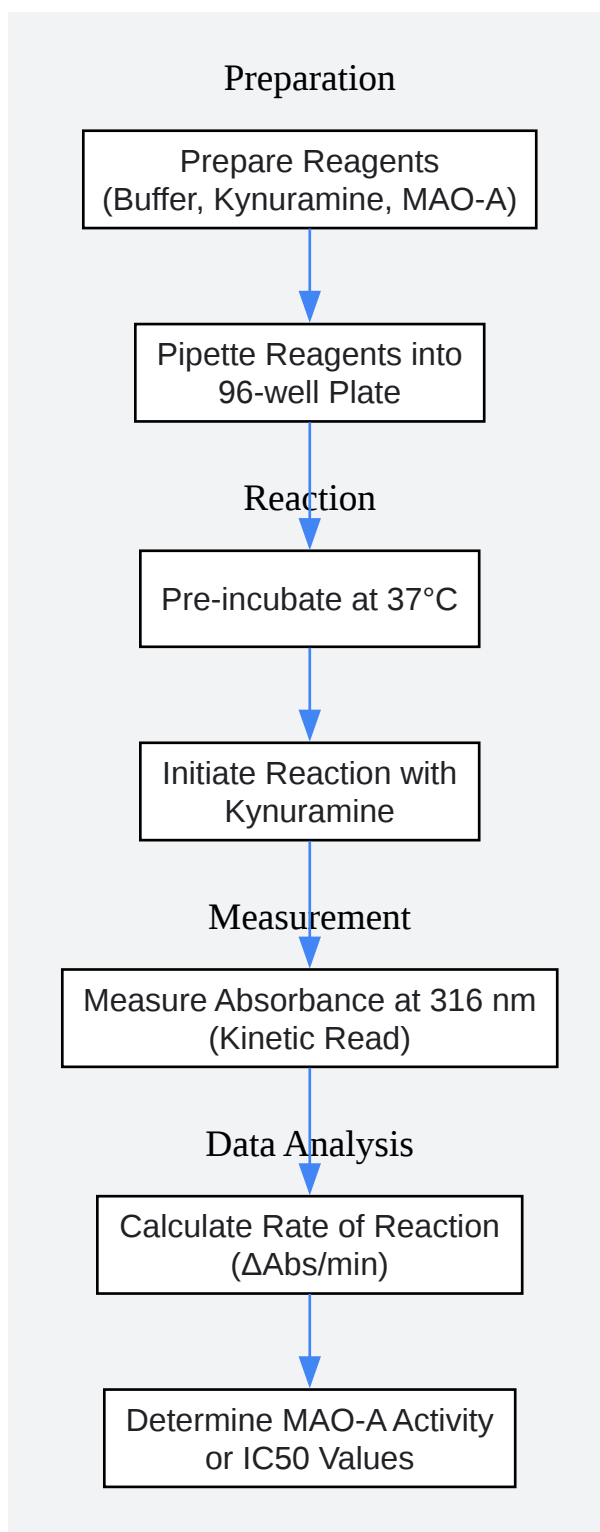 Preparation
Prepare Reagents
(Buffer, Kynuramine, MAO-A)
Pipette Reagents into
96-well Plate
Reaction
Pre-incubate at 37°C
Initiate Reaction with
Kynuramine
Measurement
Measure Absorbance at 316 nm
(Kinetic Read)
Data Analysis
Calculate Rate of Reaction
(ΔAbs/min)
Determine MAO-A Activity
or IC50 Values